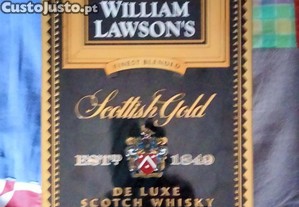 CustoJusto.pt
WILLIAM
LAWSON'S
FINEST BLENDED
Scottish Gold
ESTD 1849
DE LUXE
SCOTCH WHISKY